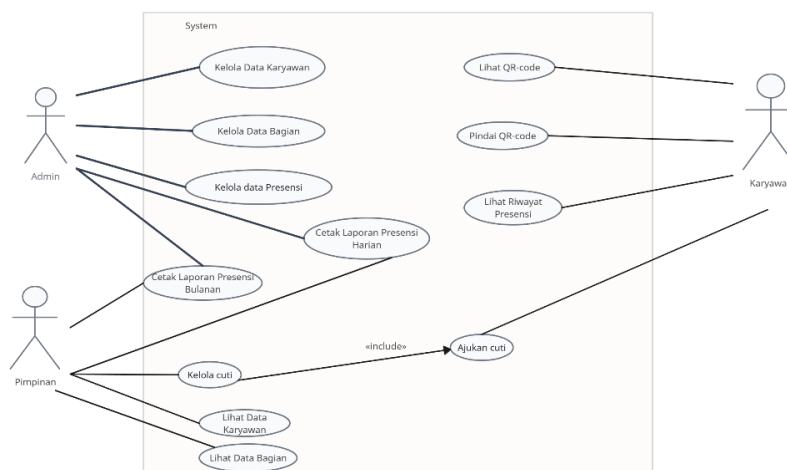 System
Kelola Data Karyawan
Lihat QR-code
Kelola Data Bagian
Pindai QR-code
Admin
Karyawa
Kelola data Presensi
Lihat Riwayat
Presensi
Cetak Laporan Presensi
Harian
Cetak Laporan Presensi
Bulanan
«include»
Ajukan cuti
Pimpinan
Kelola cuti
Lihat Data
Karyawan
Lihat Data Bagian